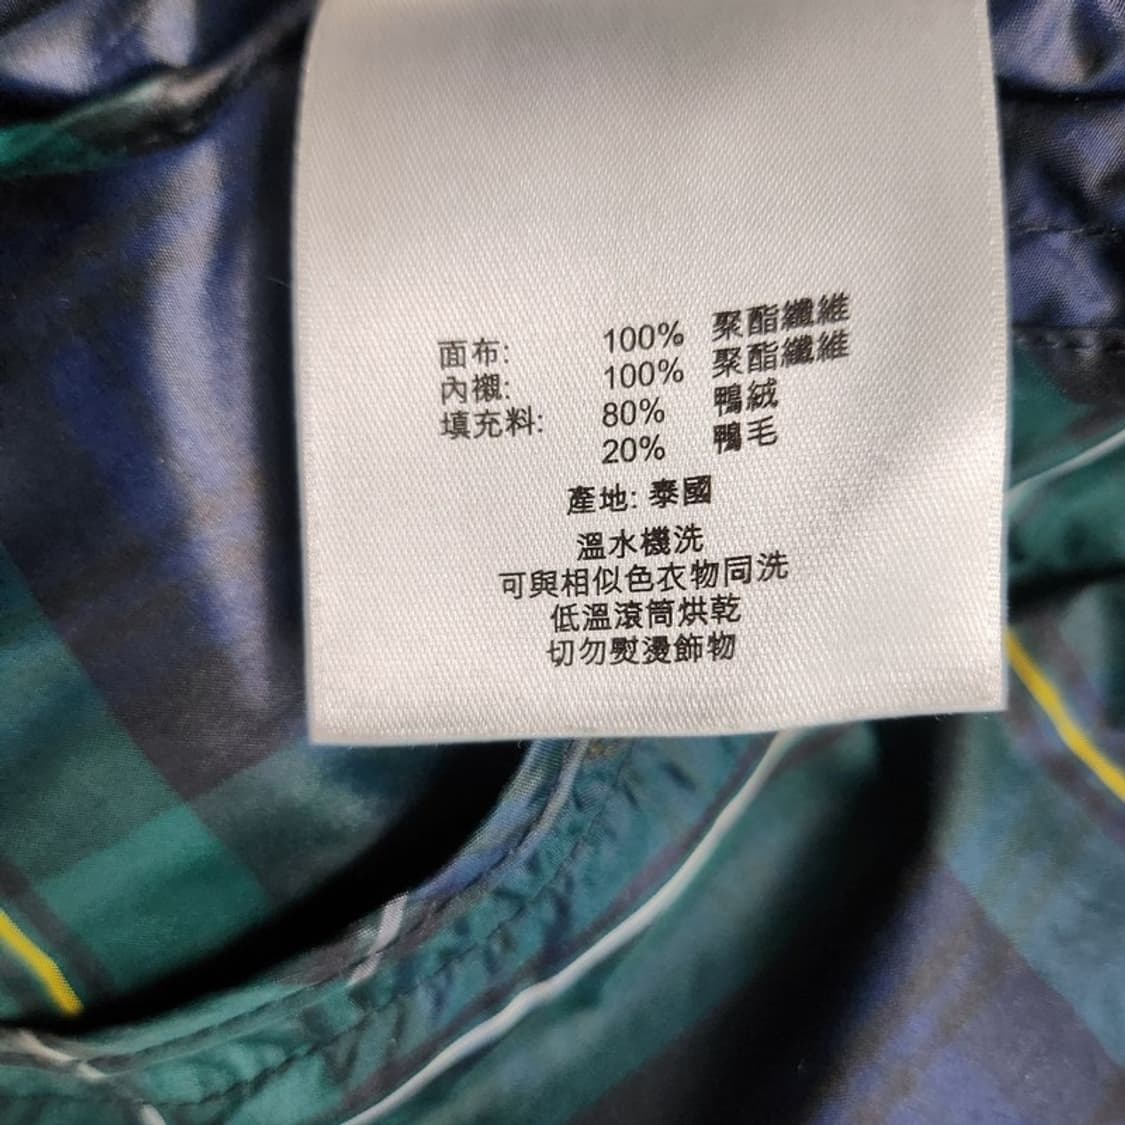 面布: 100% 聚酯纖維
內襯: 100% 聚酯纖維
填充料: 80% 鴨絨
20% 鴨毛
產地: 泰國
溫水機洗
可與相似色衣物同洗
低溫滾筒烘乾
切勿熨燙飾物